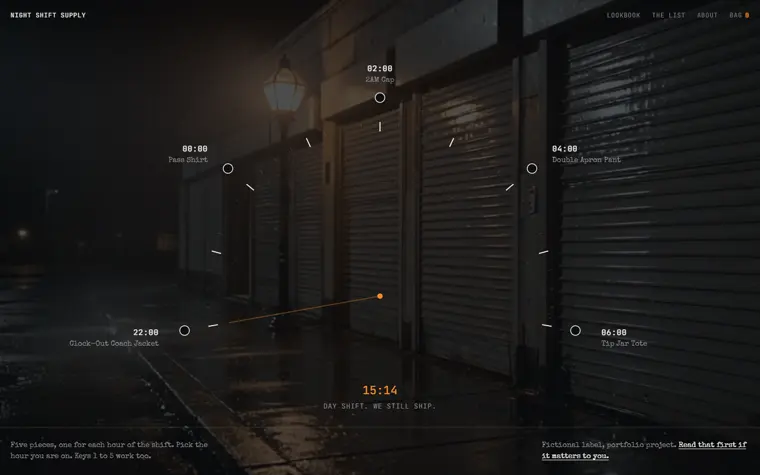 NIGHT SHIFT SUPPLY
LOOKBOOK THE LIST ABOUT BAG 0
02:00
2AM Cap
00:00
Pass Shirt
04:00
Double Apron Pant
22:00
Clock-Out Coach Jacket
06:00
Tip Jar Tote
15:14
DAY SHIFT. WE STILL SHIP.
Five pieces, one for each hour of the shift. Pick the
hour you are on. Keys 1 to 5 work too.
Fictional label, portfolio project. Read that first if
it matters to you.